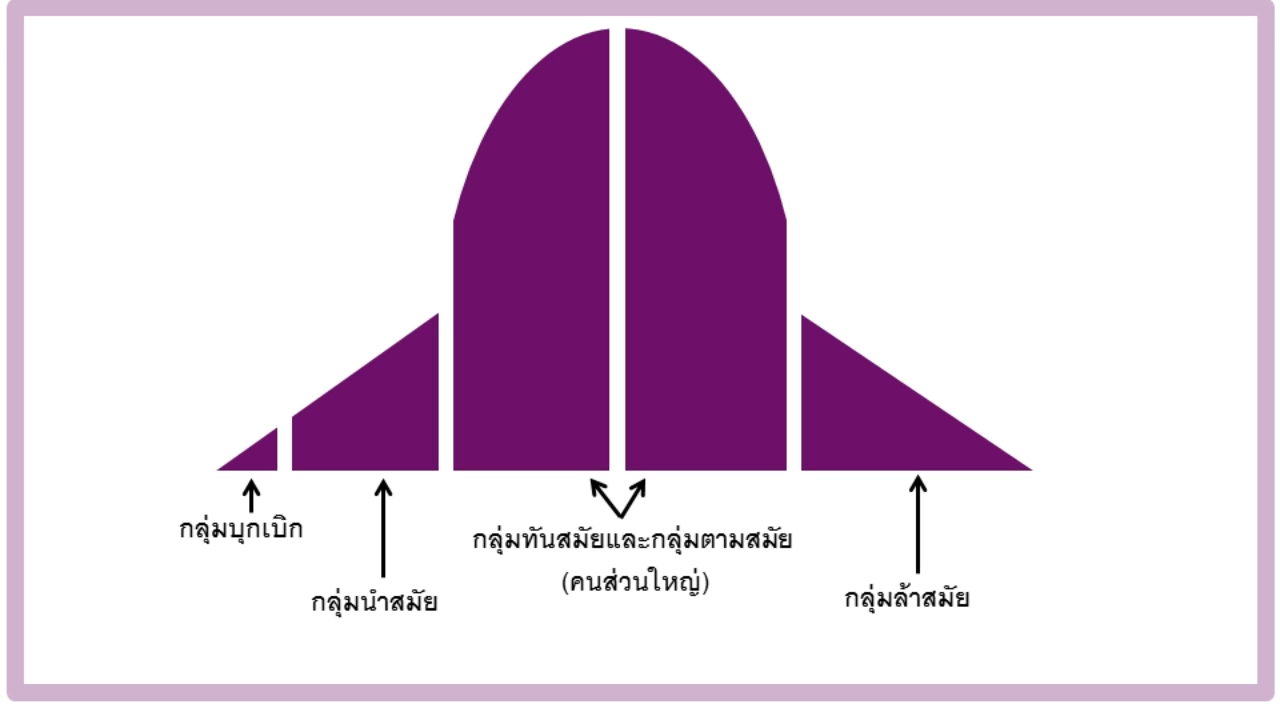 กลุ่มบุกเบิก
กลุ่มทันสมัยและกลุ่มตามสมัย
(คนส่วนใหญ่)
กลุ่มนำสมัย
กลุ่มล้าสมัย